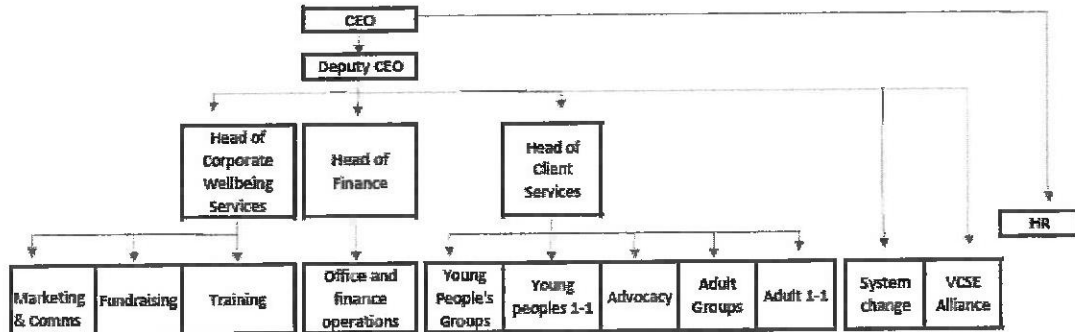 CEO
Deputy CEO
Head of
Corporate
Wellbeing
Services
Head of
Finance
Head of
Client
Services
HR
Marketing
& Comms
Fundraising
Training
Office and
finance
operations
Young
People's
Groups
Young
peoples 1-1
Advocacy
Adult
Groups
Adult 1-1
System
change
VCSE
Alliance